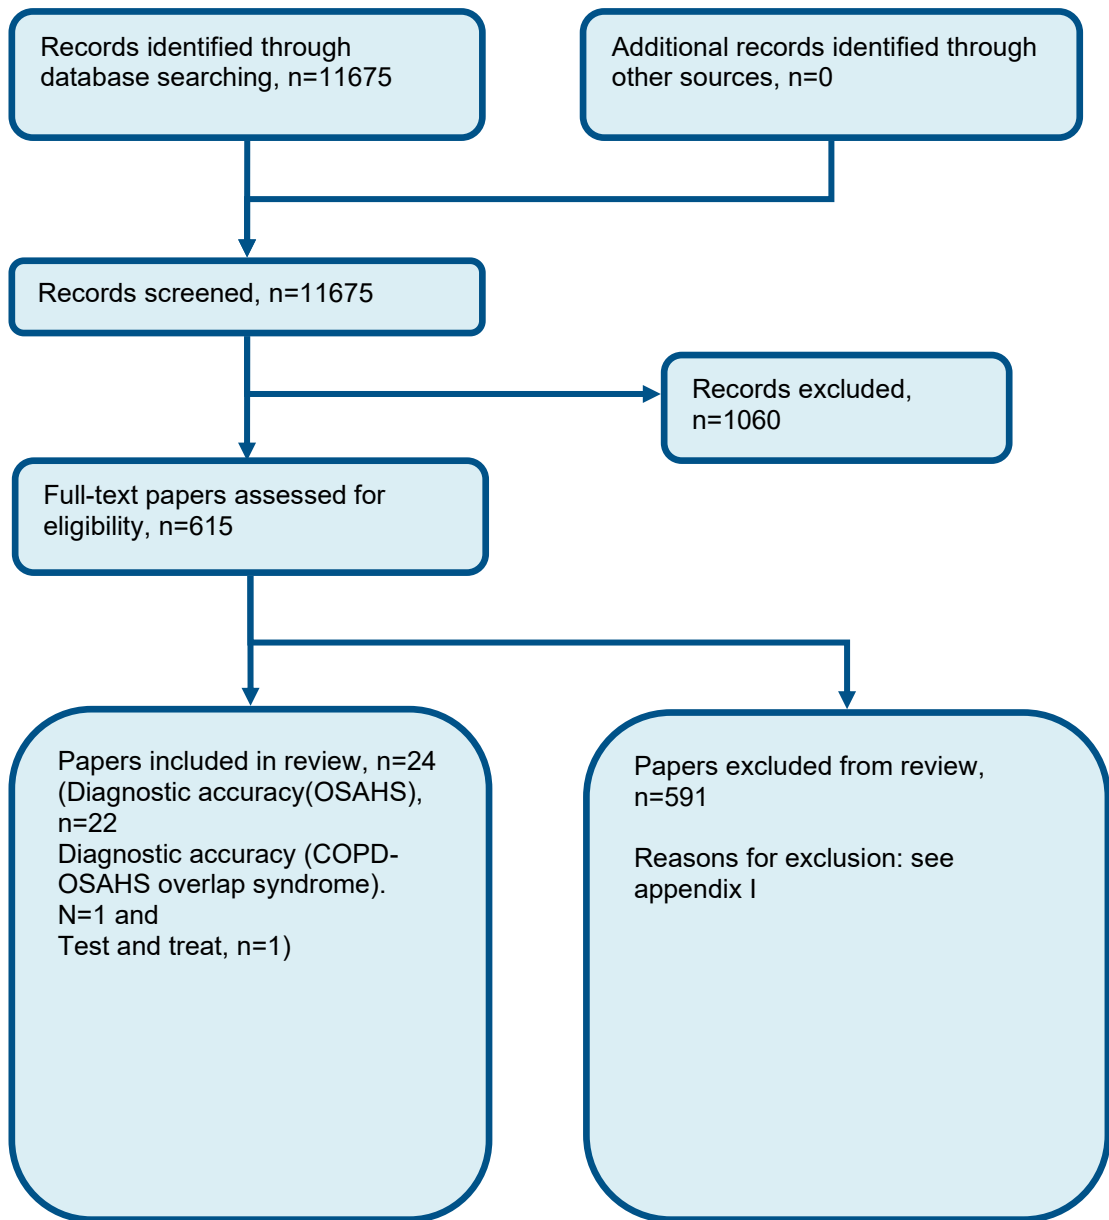 Records identified through
database searching, n=11675
Additional records identified through
other sources, n=0
Records screened, n=11675
Records excluded,
n=1060
Full-text papers assessed for
eligibility, n=615
Papers included in review, n=24
(Diagnostic accuracy(OSAHS),
n=22
Diagnostic accuracy (COPD-
OSAHS overlap syndrome).
N=1 and
Test and treat, n=1)
Papers excluded from review,
n=591
Reasons for exclusion: see
appendix I